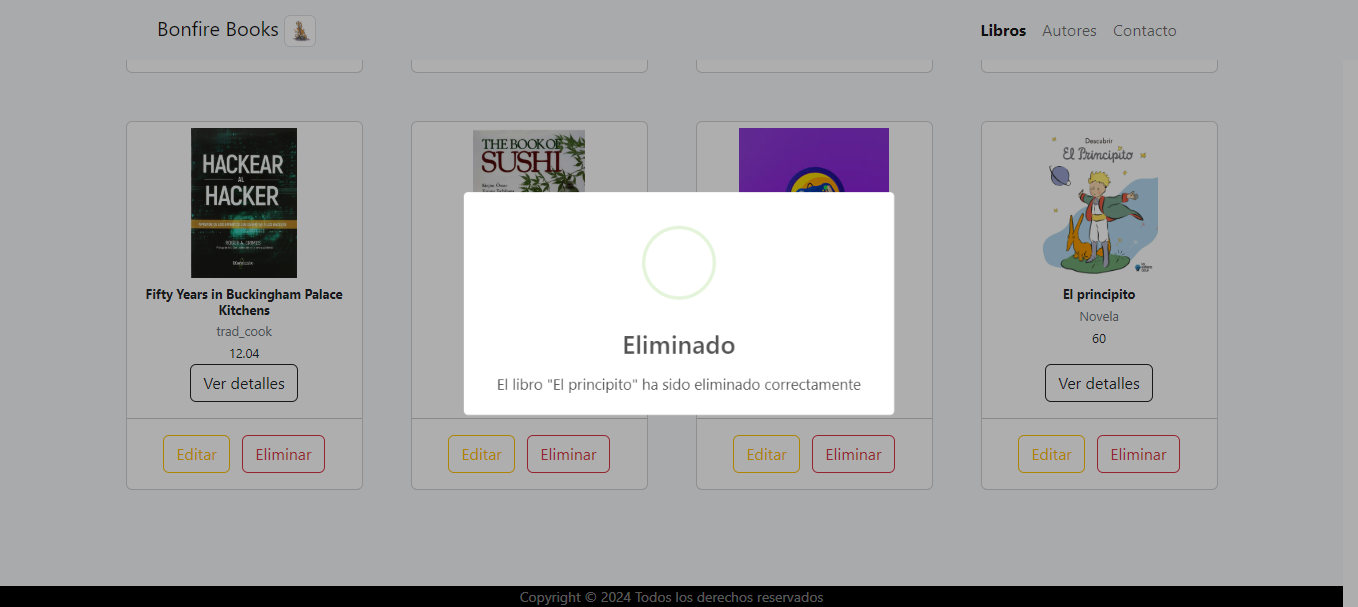 Bonfire Books
Libros
Autores
Contacto
HACKEAR
AL
HACKER
Fifty Years in Buckingham Palace
Kitchens
trad_cook
12.04
Ver detalles
Editar
Eliminar
THE BOOK OF
SUSHI
Editar
Eliminar
Editar
Eliminar
Descubrir
El Principito
El principito
Novela
60
Ver detalles
Editar
Eliminar
Eliminado
El libro "El principito" ha sido eliminado correctamente
Copyright © 2024 Todos los derechos reservados